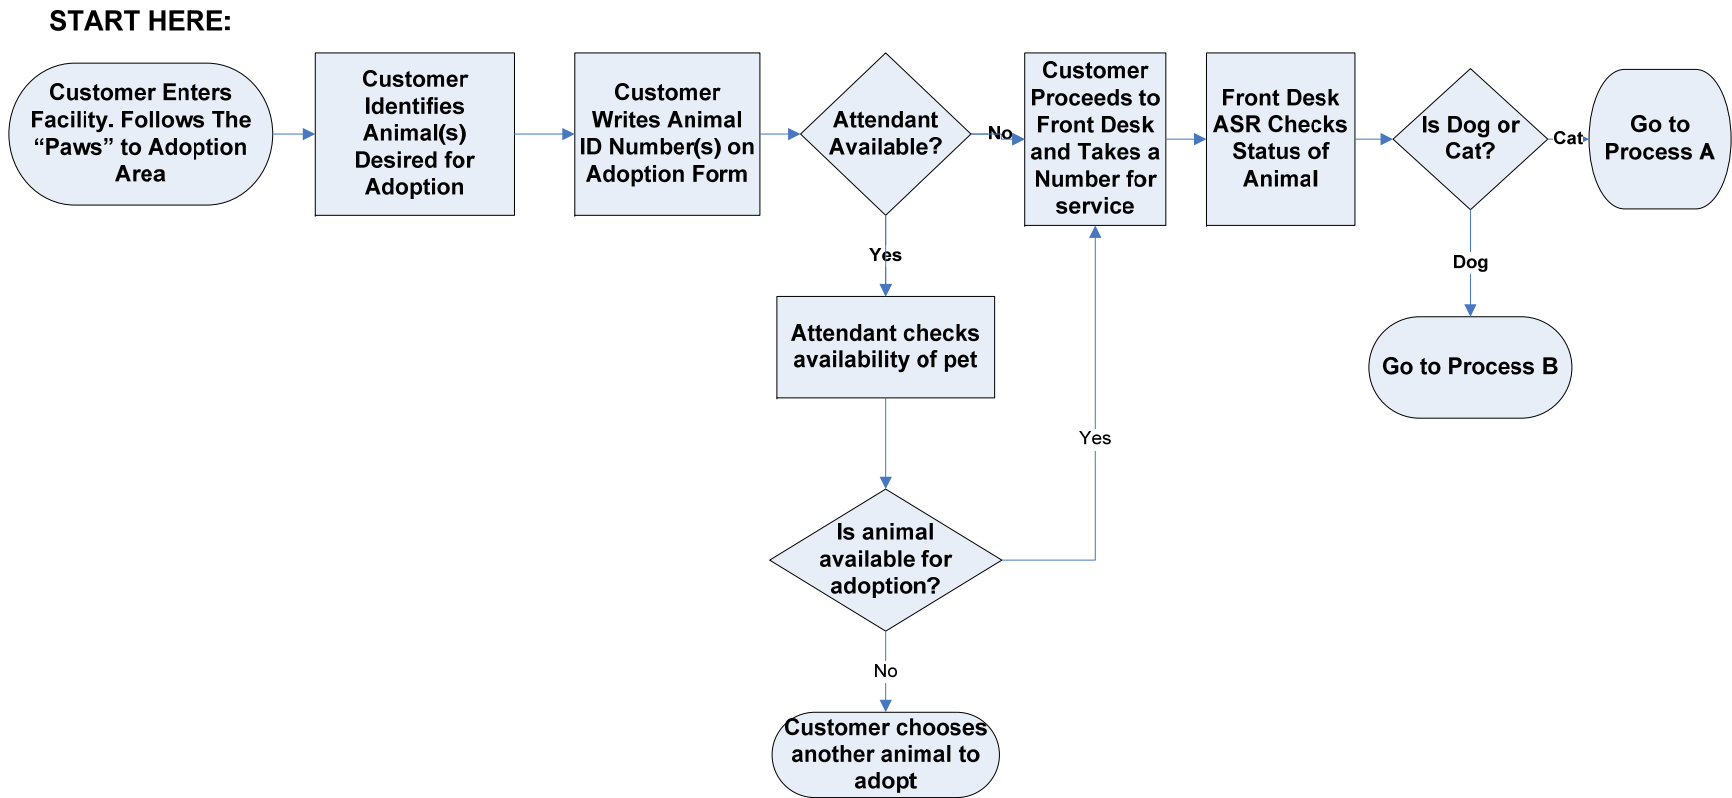 START HERE:
Customer Enters
Facility. Follows The
“Paws” to Adoption
Area
Customer
Identifies
Animal(s)
Desired for
Adoption
Customer
Writes Animal
ID Number(s) on
Adoption Form
Attendant
Available?
No
Customer
Proceeds to
Front Desk
and Takes a
Number for
service
Front Desk
ASR Checks
Status of
Animal
Is Dog or
Cat?
Cat
Go to
Process A
Yes
Dog
Attendant checks
availability of pet
Go to Process B
Yes
Is animal
available for
adoption?
No
Customer chooses
another animal to
adopt